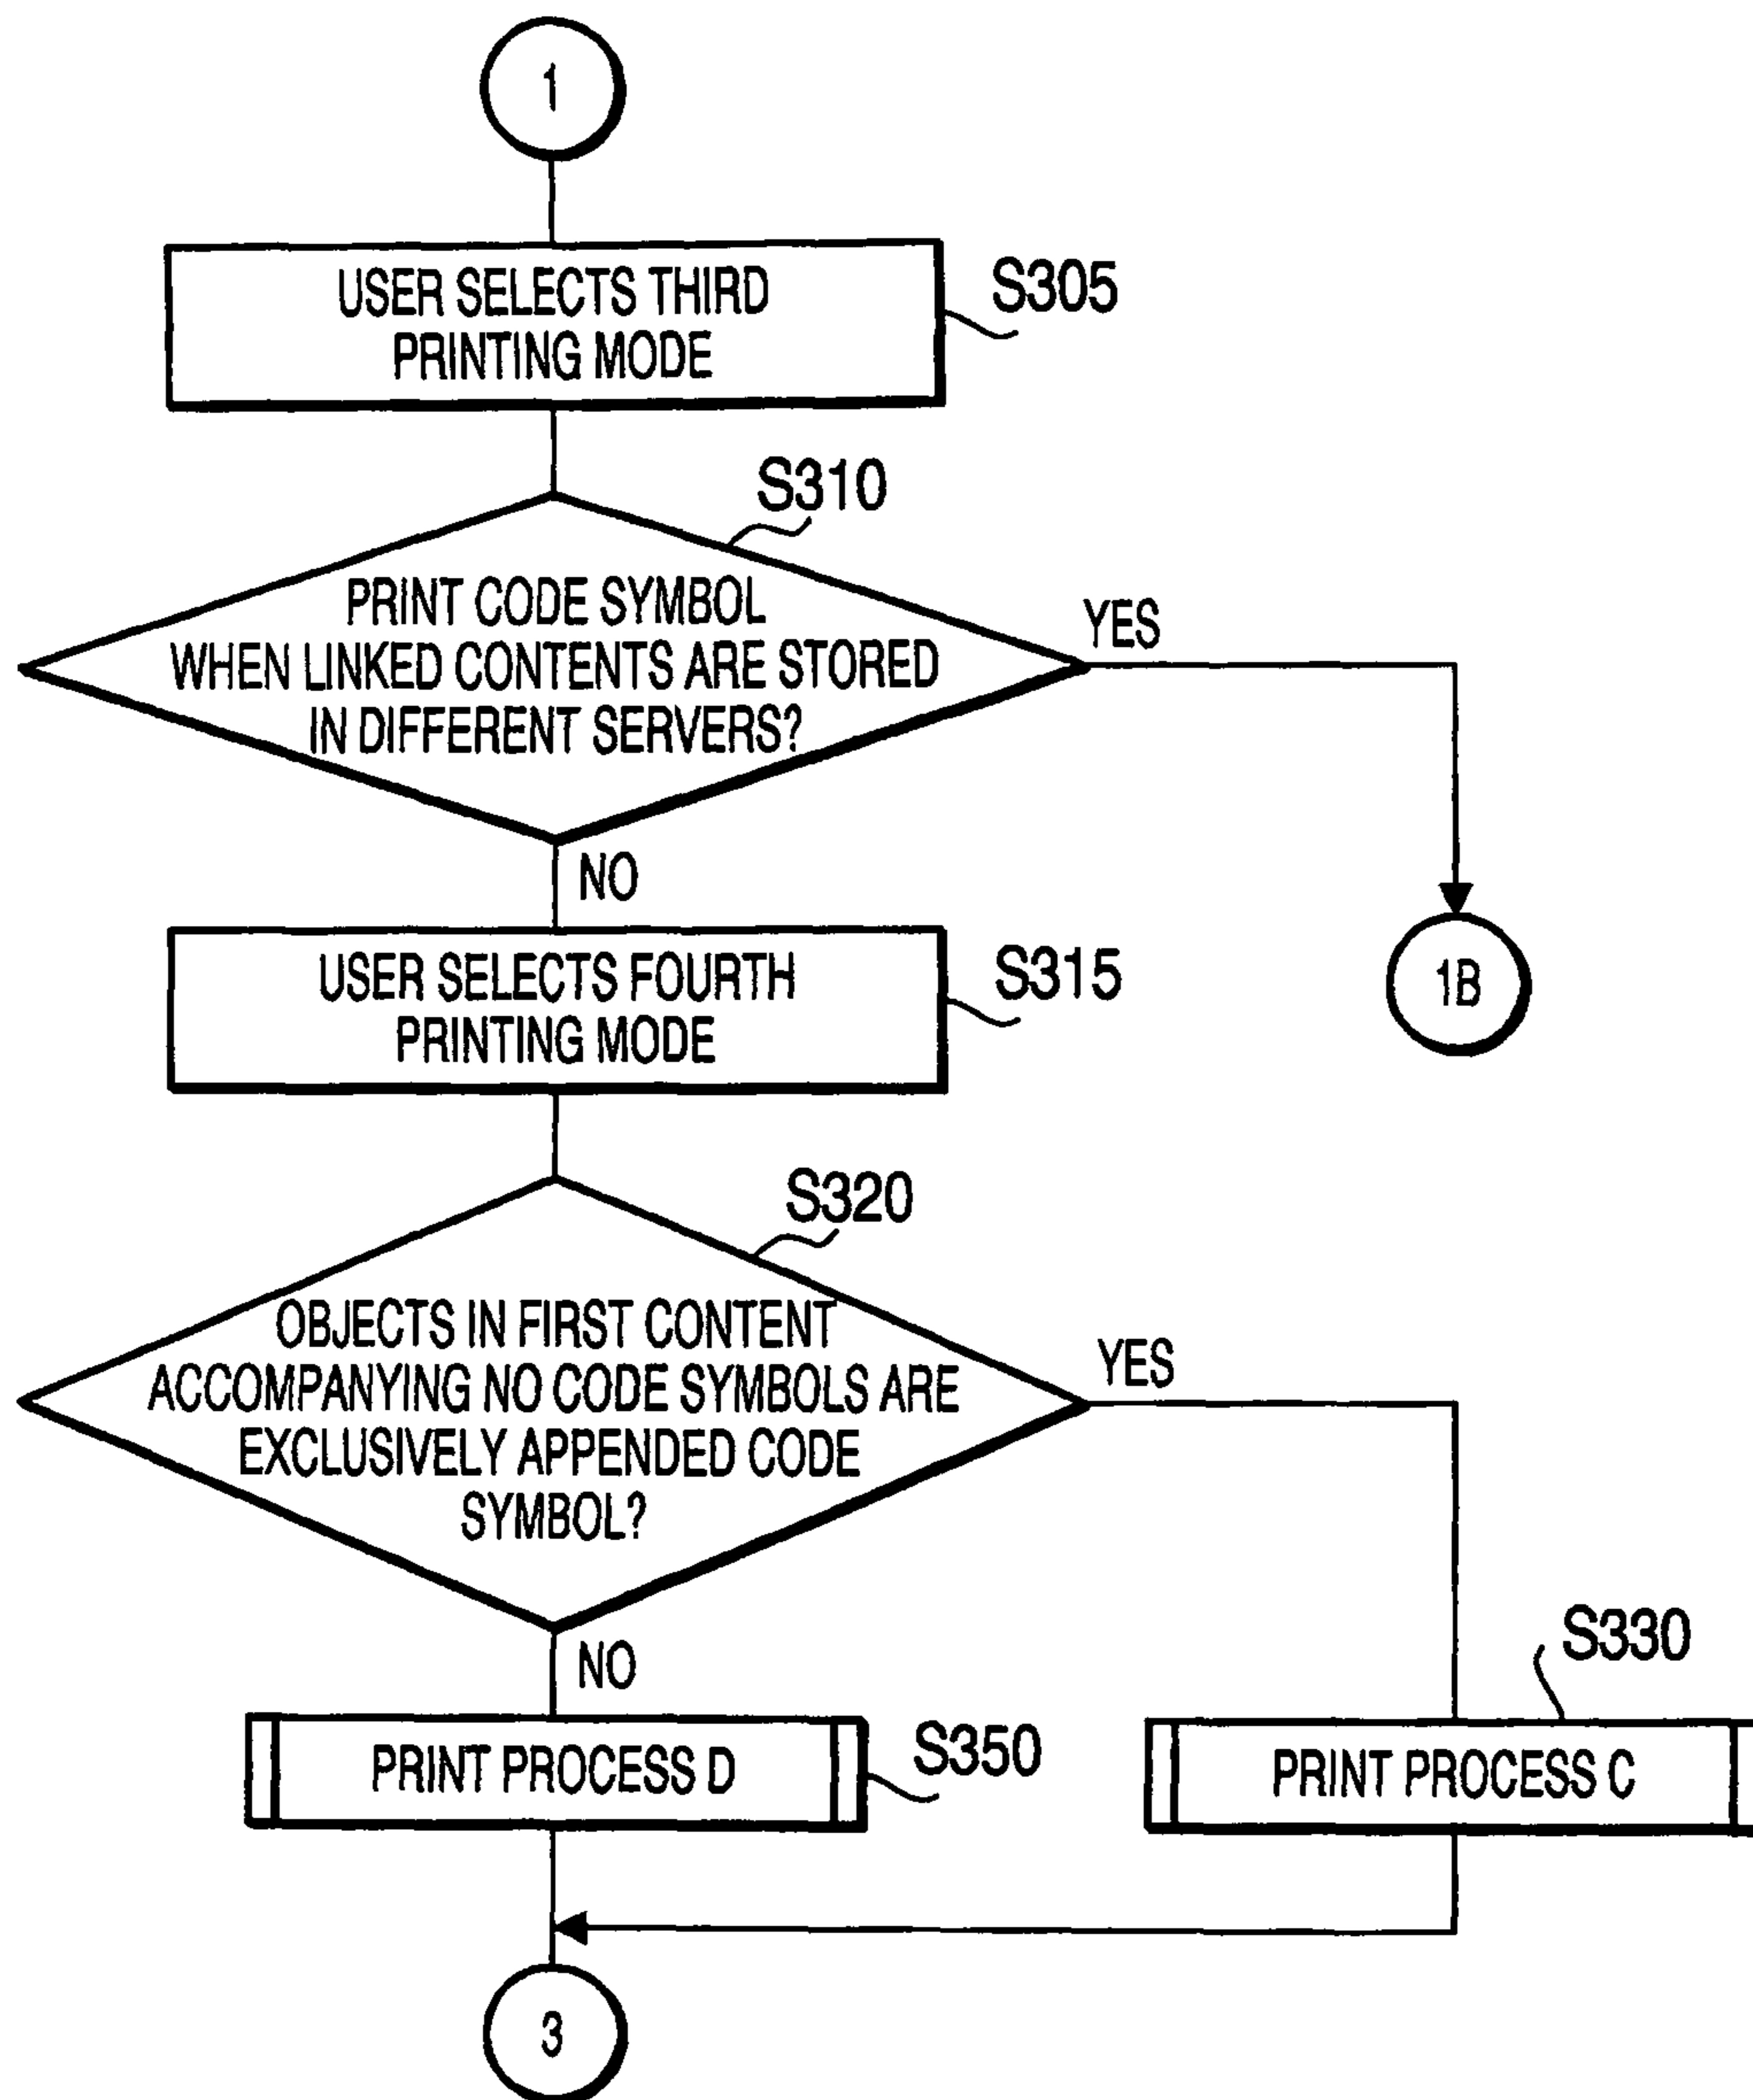 1
USER SELECTS THIRD
PRINTING MODE
S305
S310
PRINT CODE SYMBOL
WHEN LINKED CONTENTS ARE STORED
IN DIFFERENT SERVERS?
YES
NO
1B
USER SELECTS FOURTH
PRINTING MODE
S315
S320
OBJECTS IN FIRST CONTENT
ACCOMPANYING NO CODE SYMBOLS ARE
EXCLUSIVELY APPENDED CODE
SYMBOL?
YES
NO
S330
PRINT PROCESS D
S350
PRINT PROCESS C
3